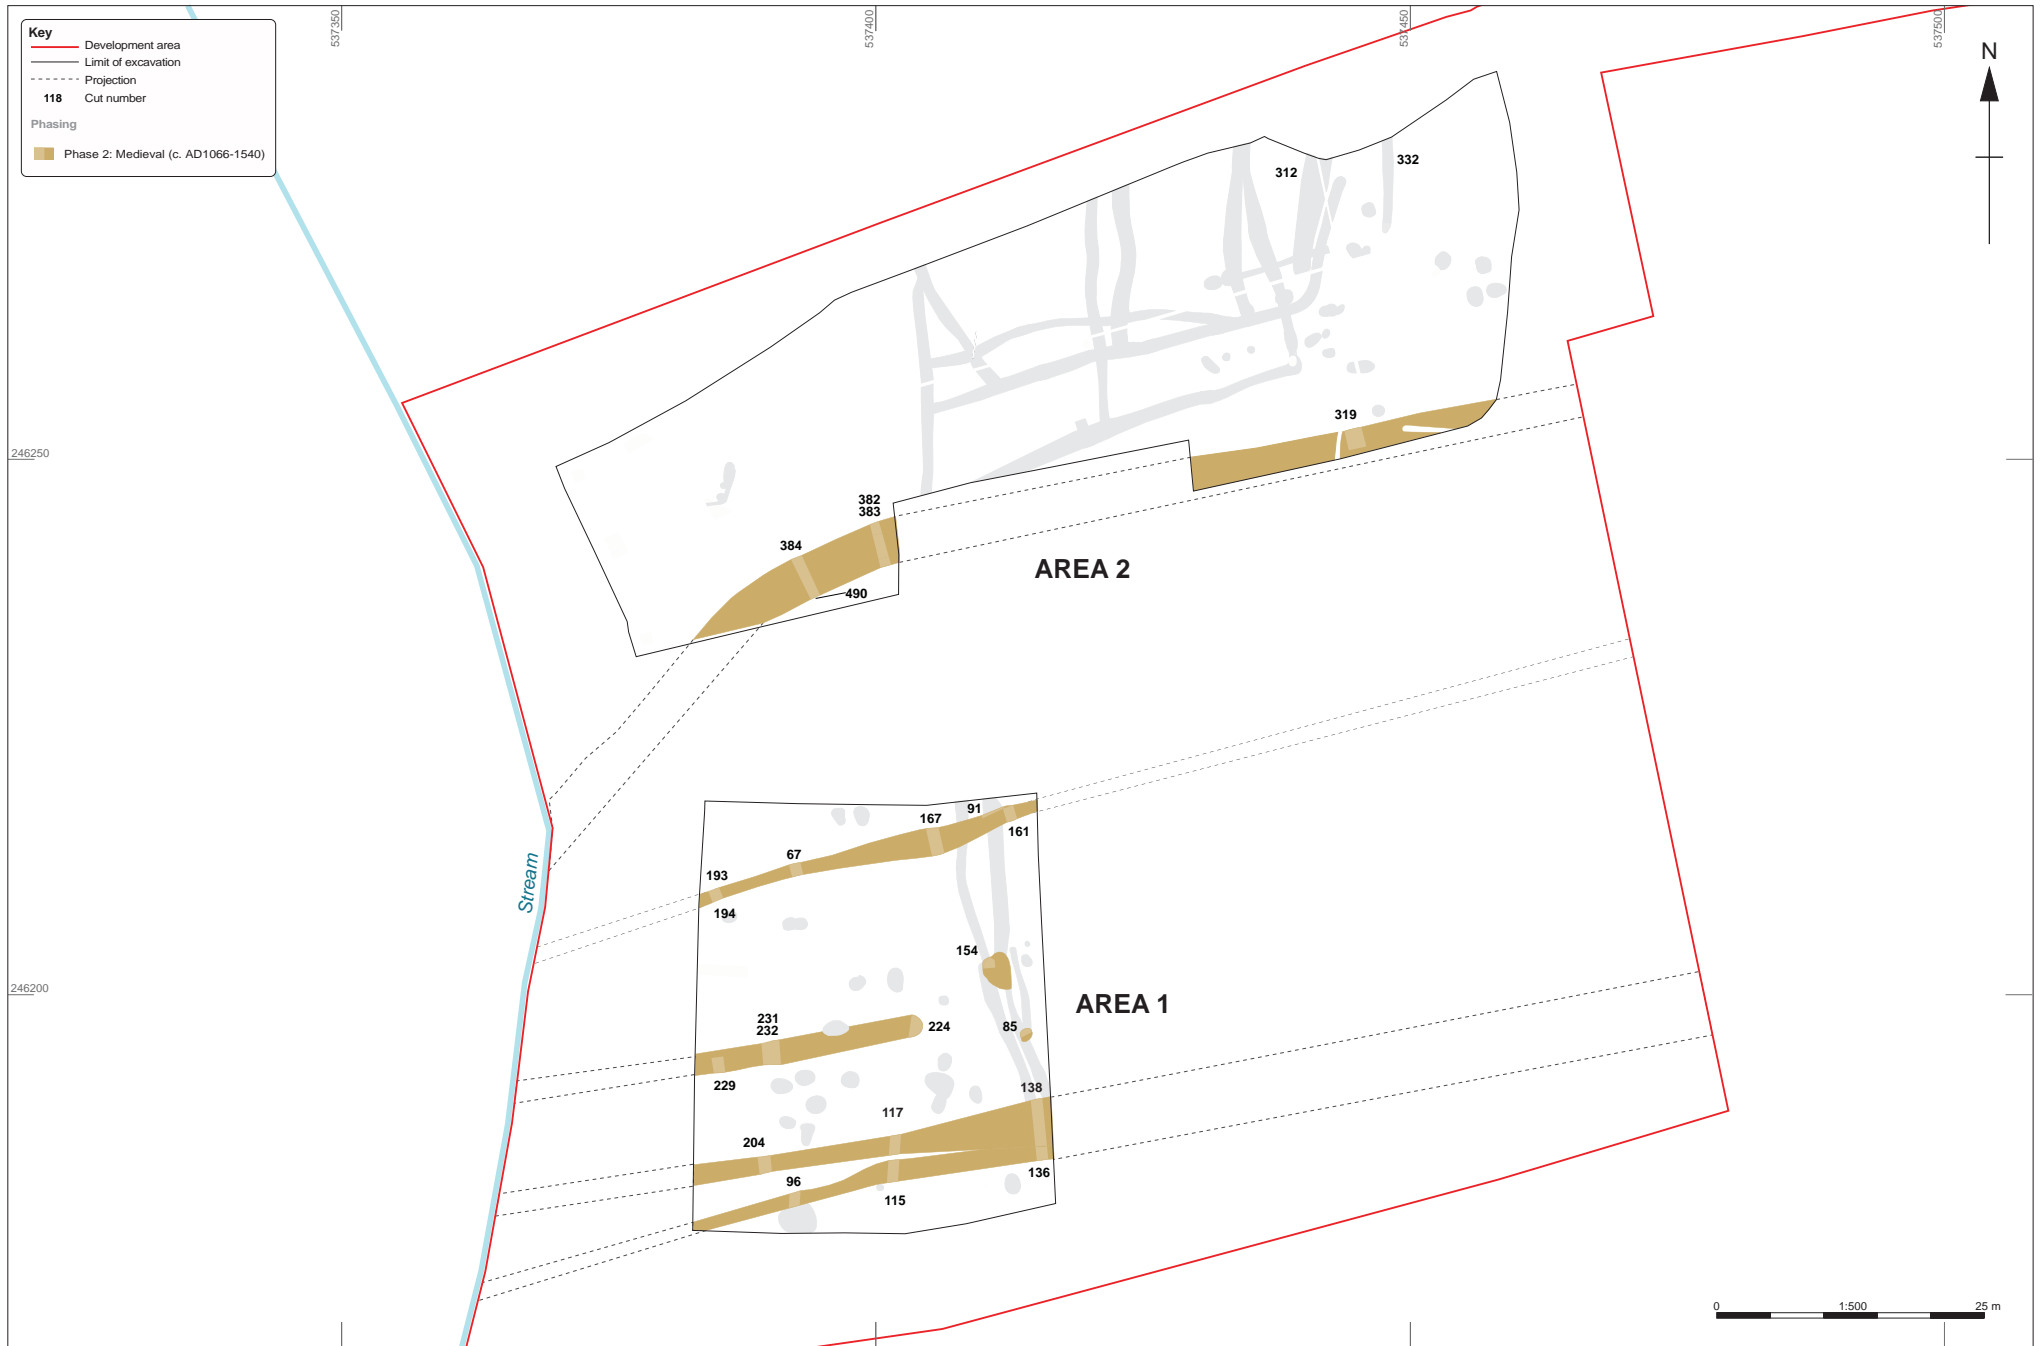 Key
Development area
Limit of excavation
Projection
118 Cut number
Phasing
Phase 2: Medieval (c. AD1066-1540)
537350
537400
537450
537500
N
312
332
319
246250
382
383
384
490
AREA 2
Stream
91
167
161
67
193
194
154
246200
AREA 1
231
232
224
85
229
138
117
204
136
96
115
0 1:500 25 m